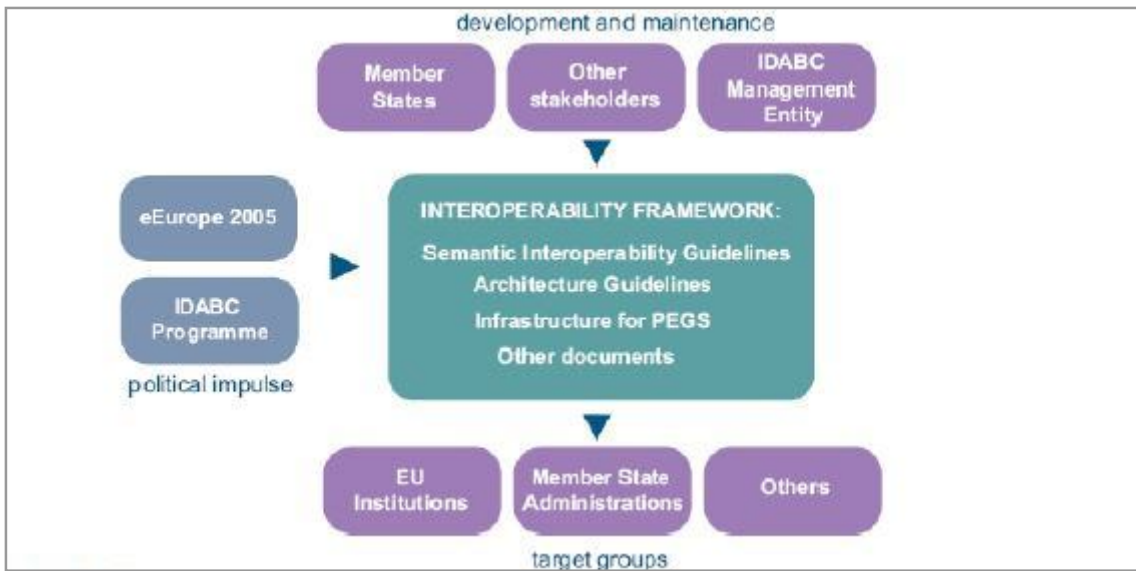 development and maintenance
Member
States
Other
stakeholders
IDABC
Management
Entity
eEurope 2005
IDABC
Programme
political impulse
INTEROPERABILITY FRAMEWORK:
Semantic Interoperability Guidelines
Architecture Guidelines
Infrastructure for PEGS
Other documents
EU
Institutions
Member State
Administrations
Others
target groups